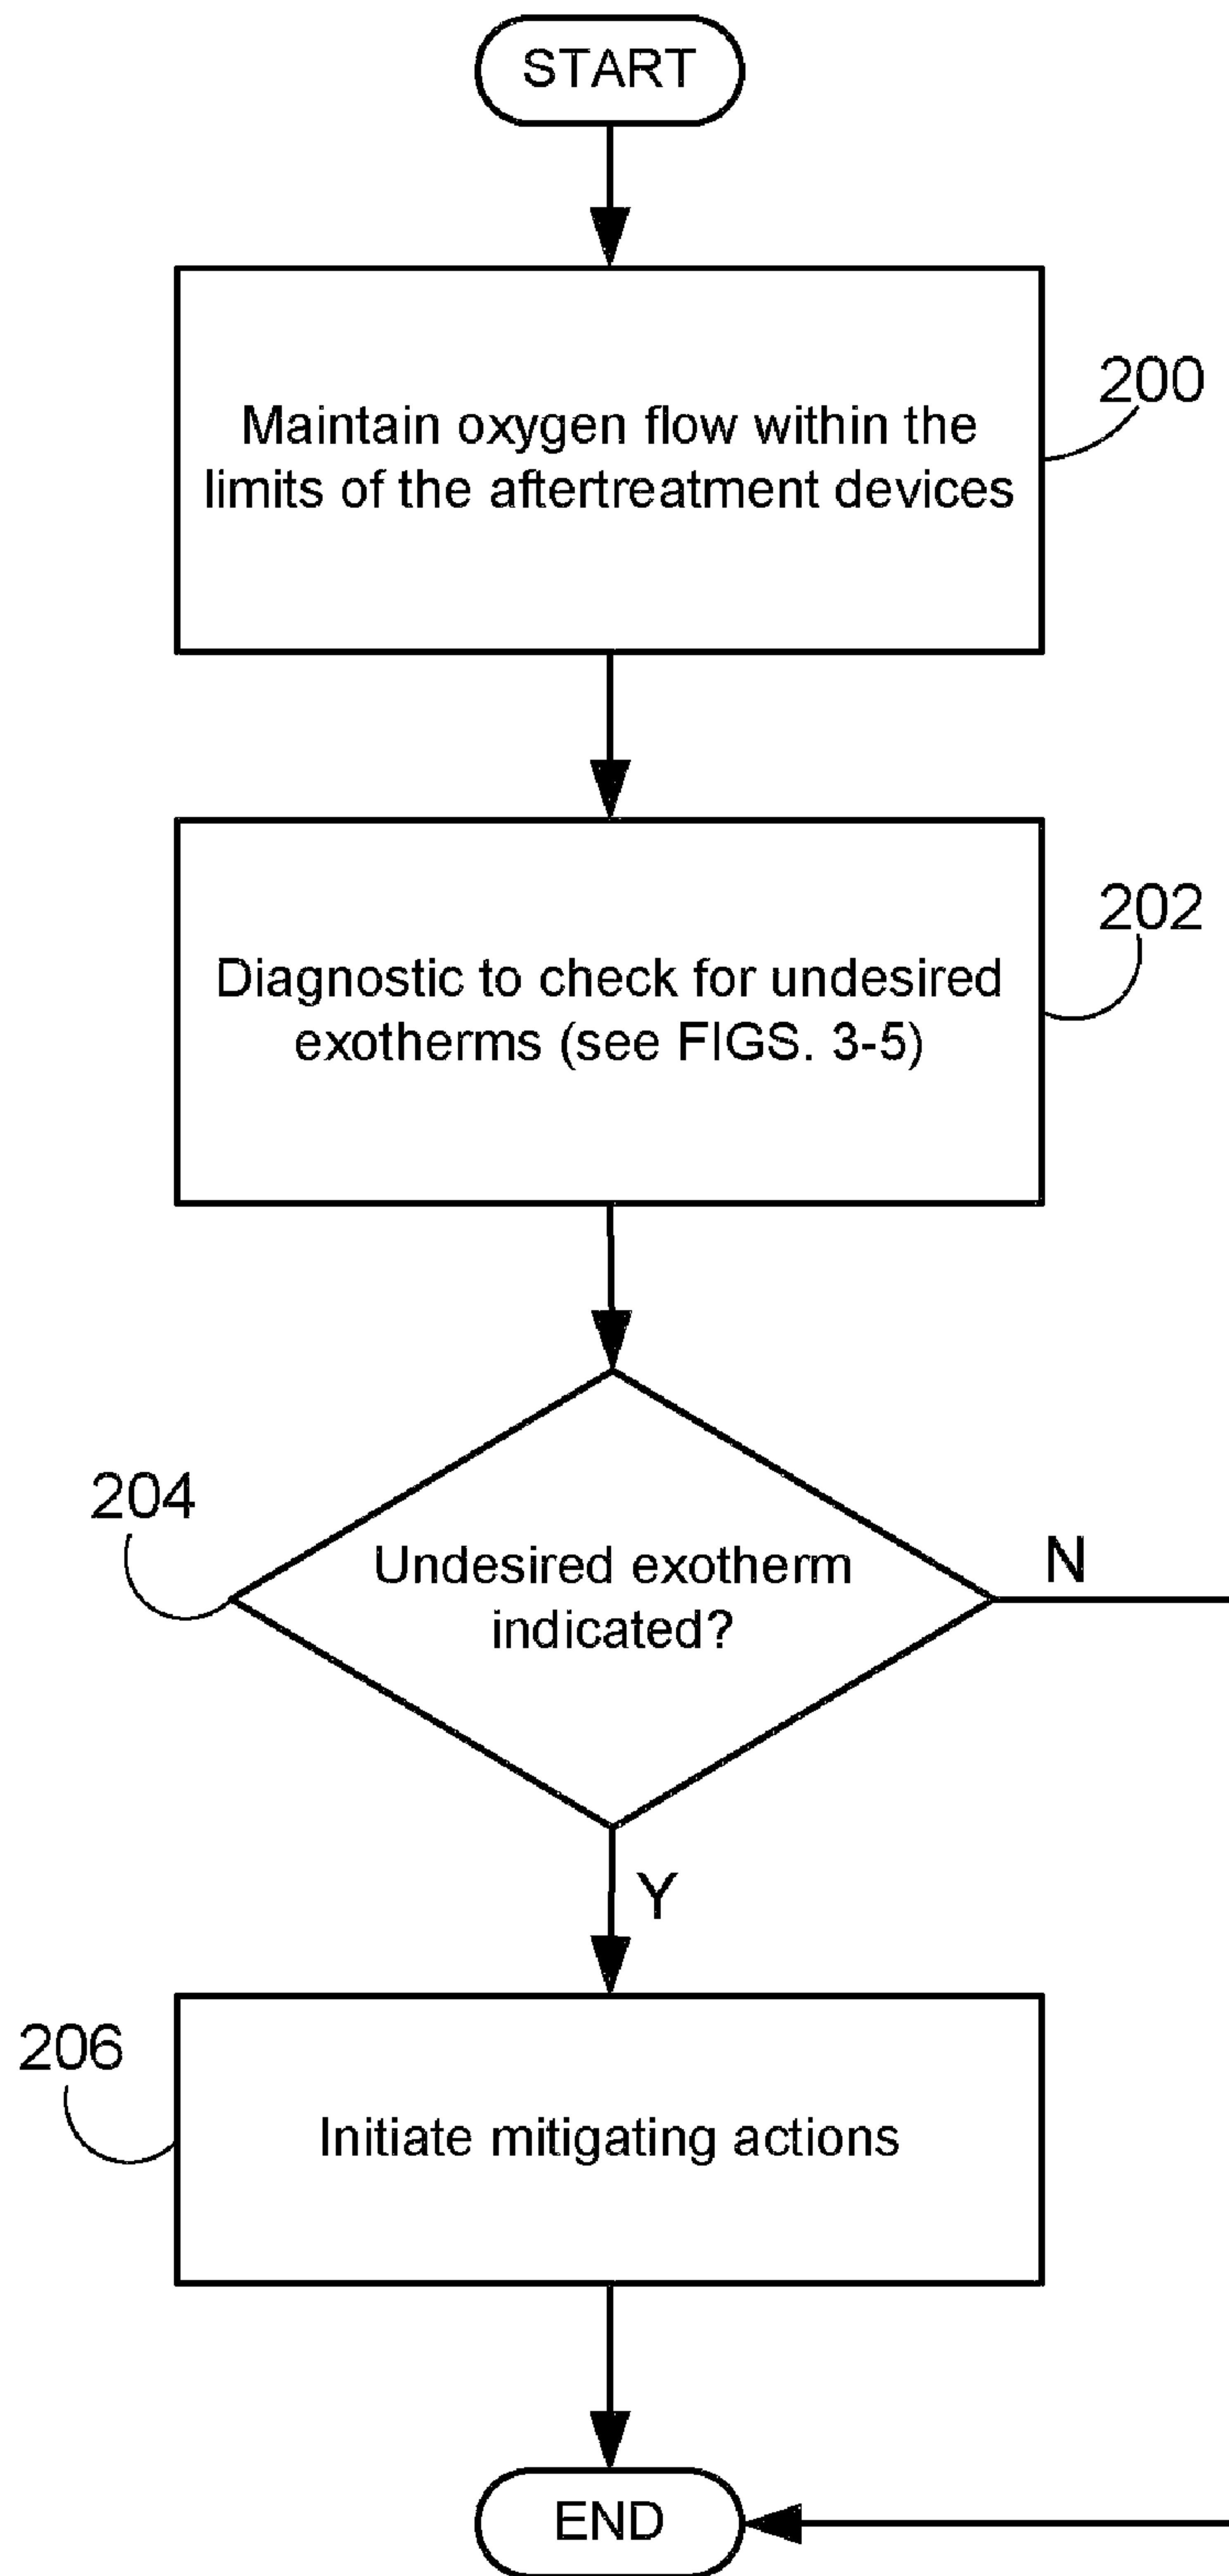 START
Maintain oxygen flow within the
limits of the aftertreatment devices
200
Diagnostic to check for undesired
exotherms (see FIGS. 3-5)
202
204
Undesired exotherm
indicated?
N
Y
206
Initiate mitigating actions
END